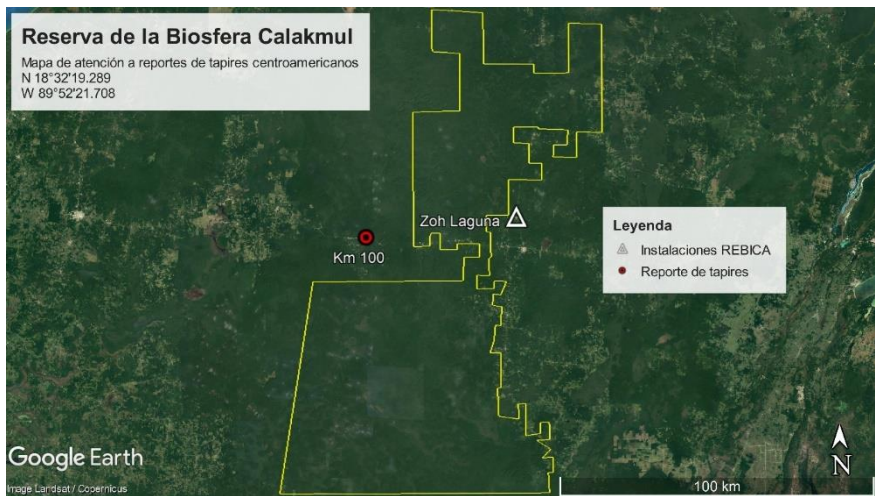 Reserva de la Biosfera Calakmul
Mapa de atención a reportes de tapires centroamericanos
N 18°32'19.289
W 89°52'21.708
Zoh Laguna
Km 100
Leyenda
Instalaciones REBICA
Reporte de tapires
Google Earth
Image Landsat / Copernicus
N
100 km